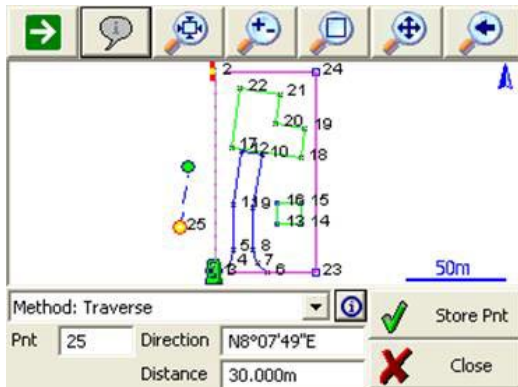 2 24
22 21
20 19
17 12 10 18
11 9 16 15
25 13 14
5 8
3 4 7
6 23
50m
Method: Traverse
Store Pnt
Pnt 25 Direction N8°07'49"E
Close
Distance 30.000m